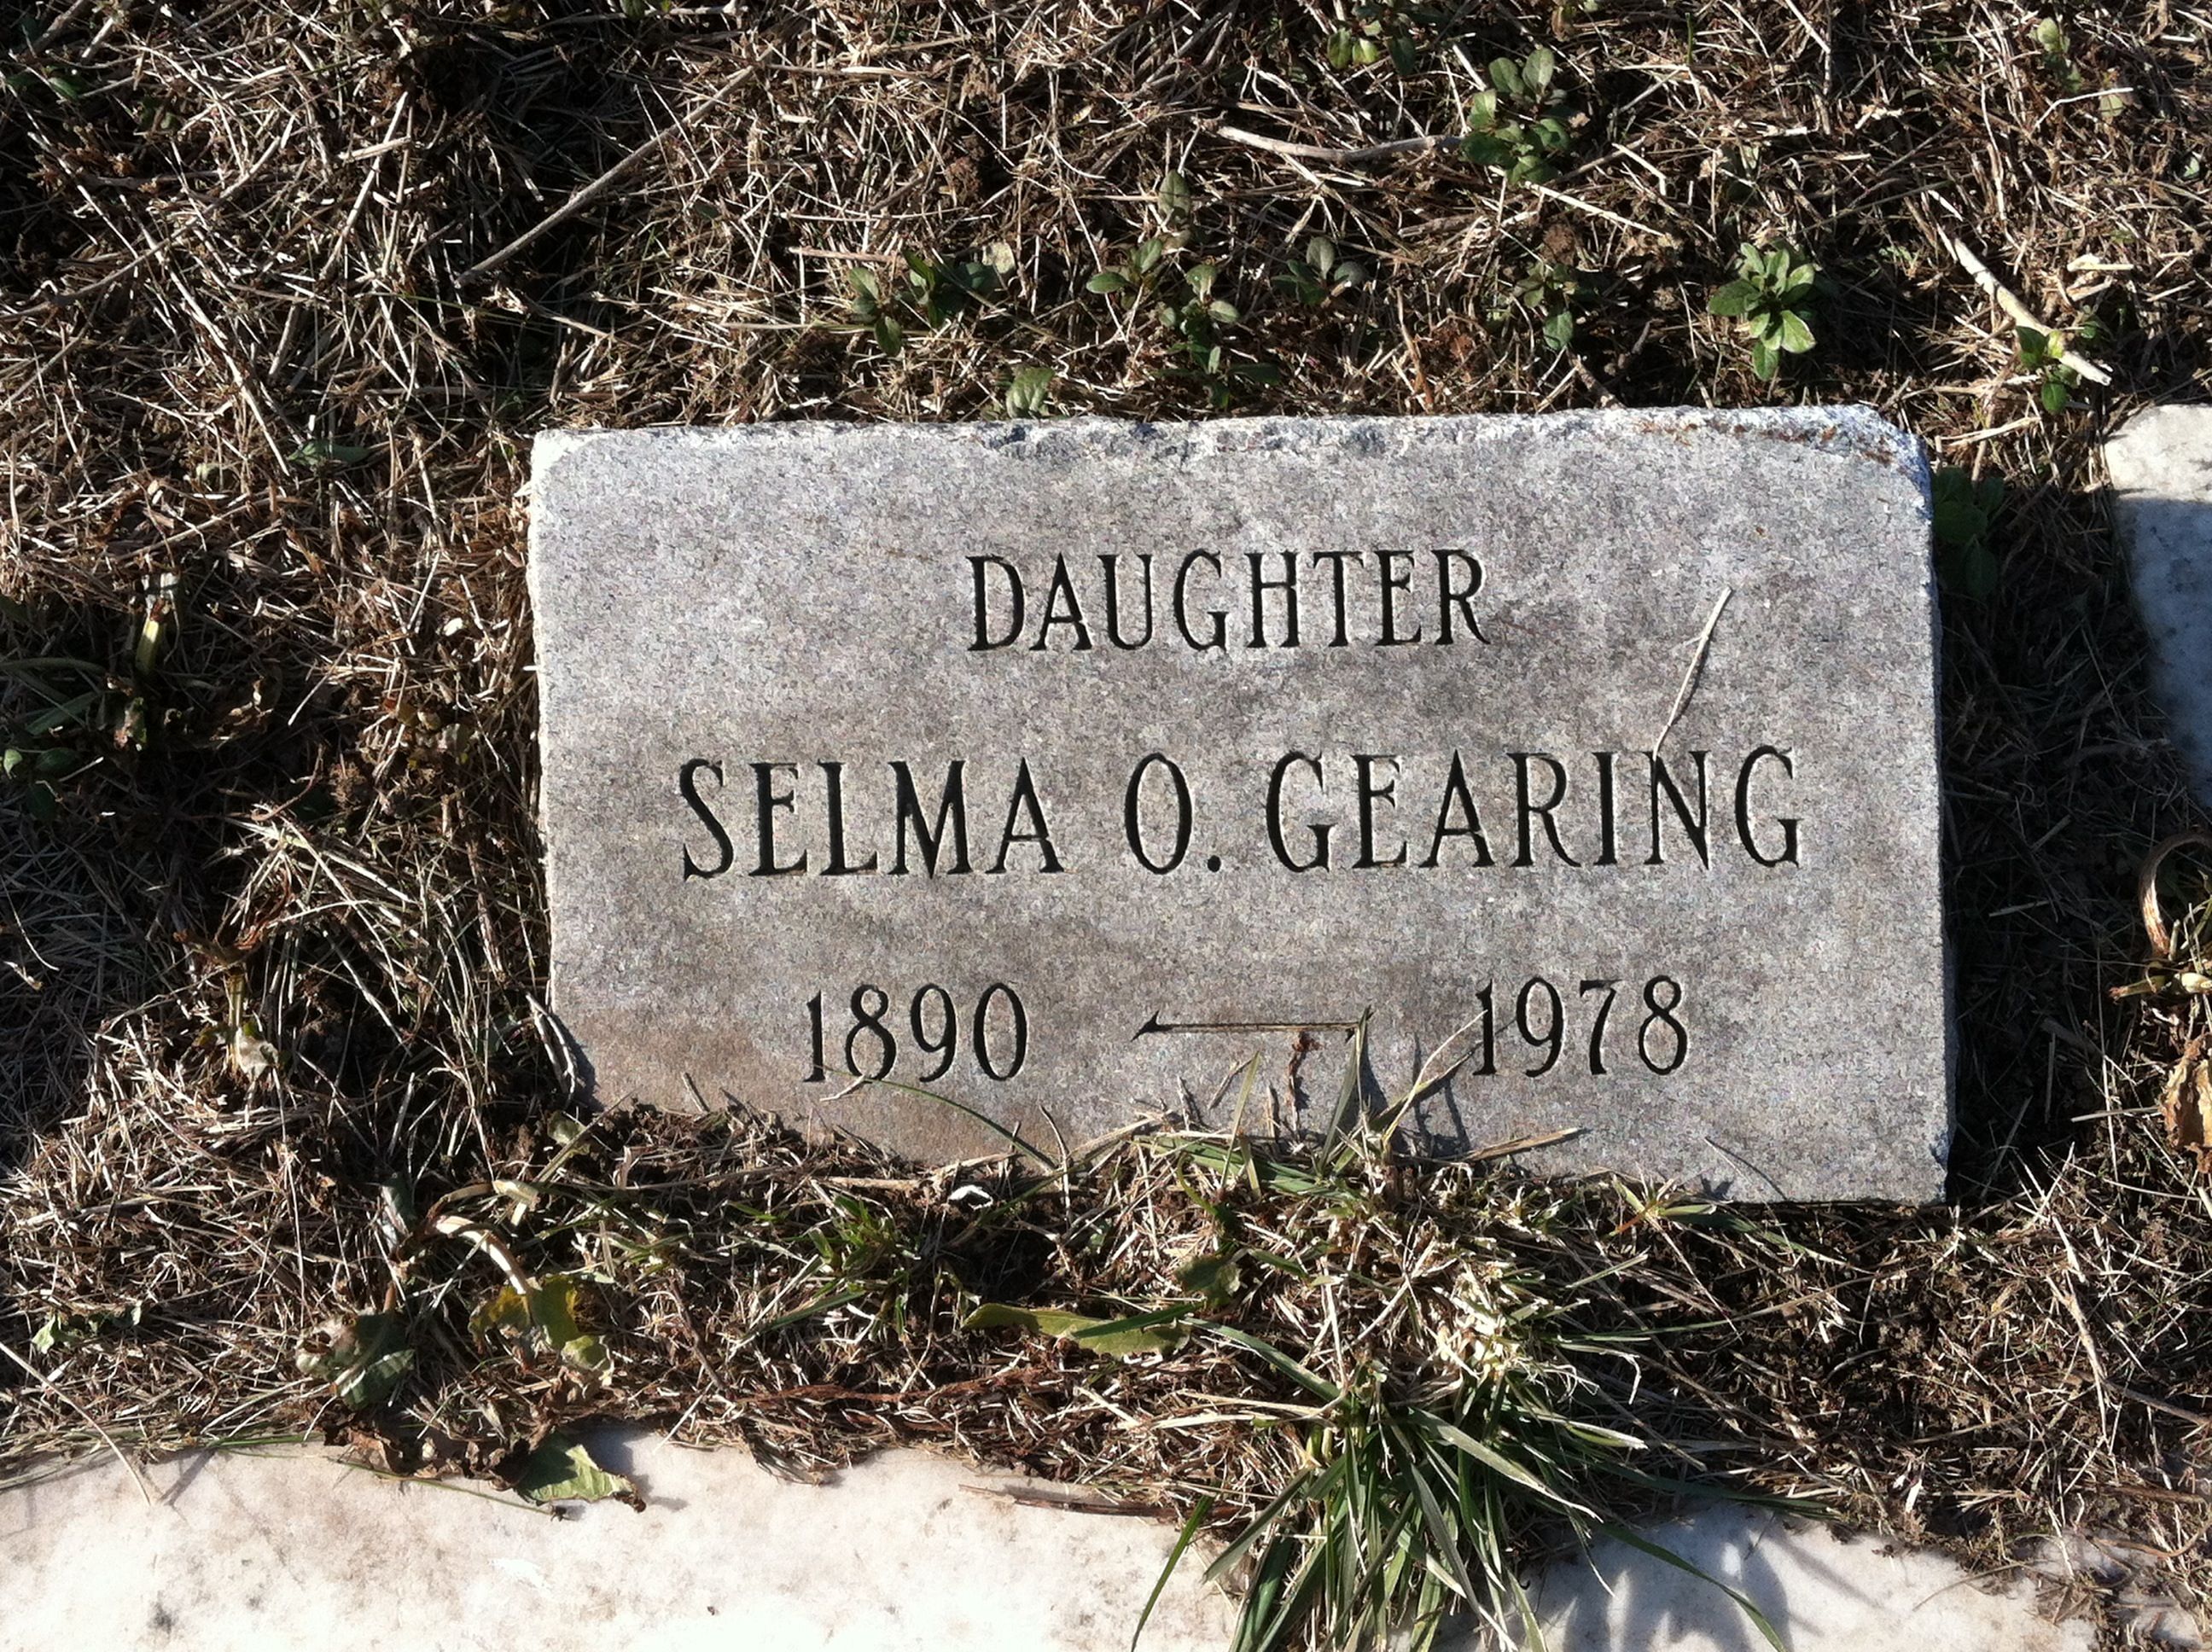 DAUGHTER
SELMA O. GEARING
1890 — 1978